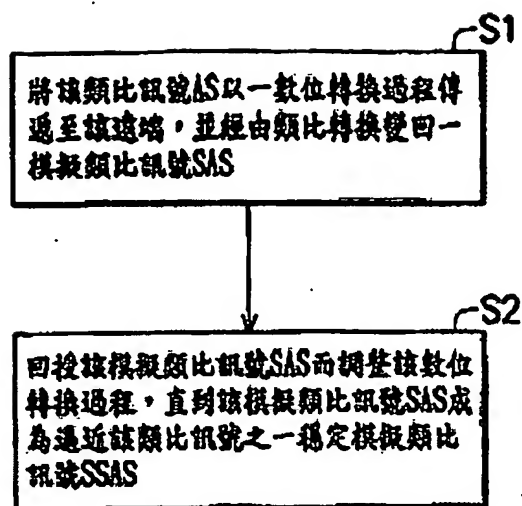 S1
將該類比訊號AS以一數位轉換過程傳
遞至該遠端,並經由類比轉換變回一
模擬類比訊號SAS
S2
回授該模擬類比訊號SAS而調整該數位
轉換過程,直到該模擬類比訊號SAS成
為逼近該類比訊號之一穩定模擬類比
訊號SSAS